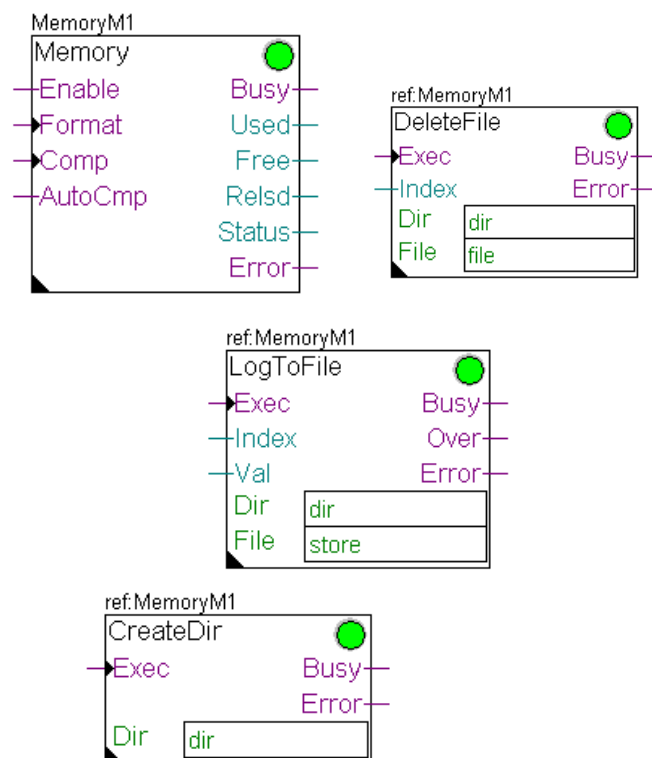 MemoryM1
Memory
Enable Busy
Format Used
Comp Free
AutoCmp Relsd
Status
Error
ref:MemoryM1
DeleteFile
Exec Busy
Index Error
Dir dir
File file
ref:MemoryM1
LogToFile
Exec Busy
Index Over
Val Error
Dir dir
File store
ref:MemoryM1
CreateDir
Exec Busy
Error
Dir dir